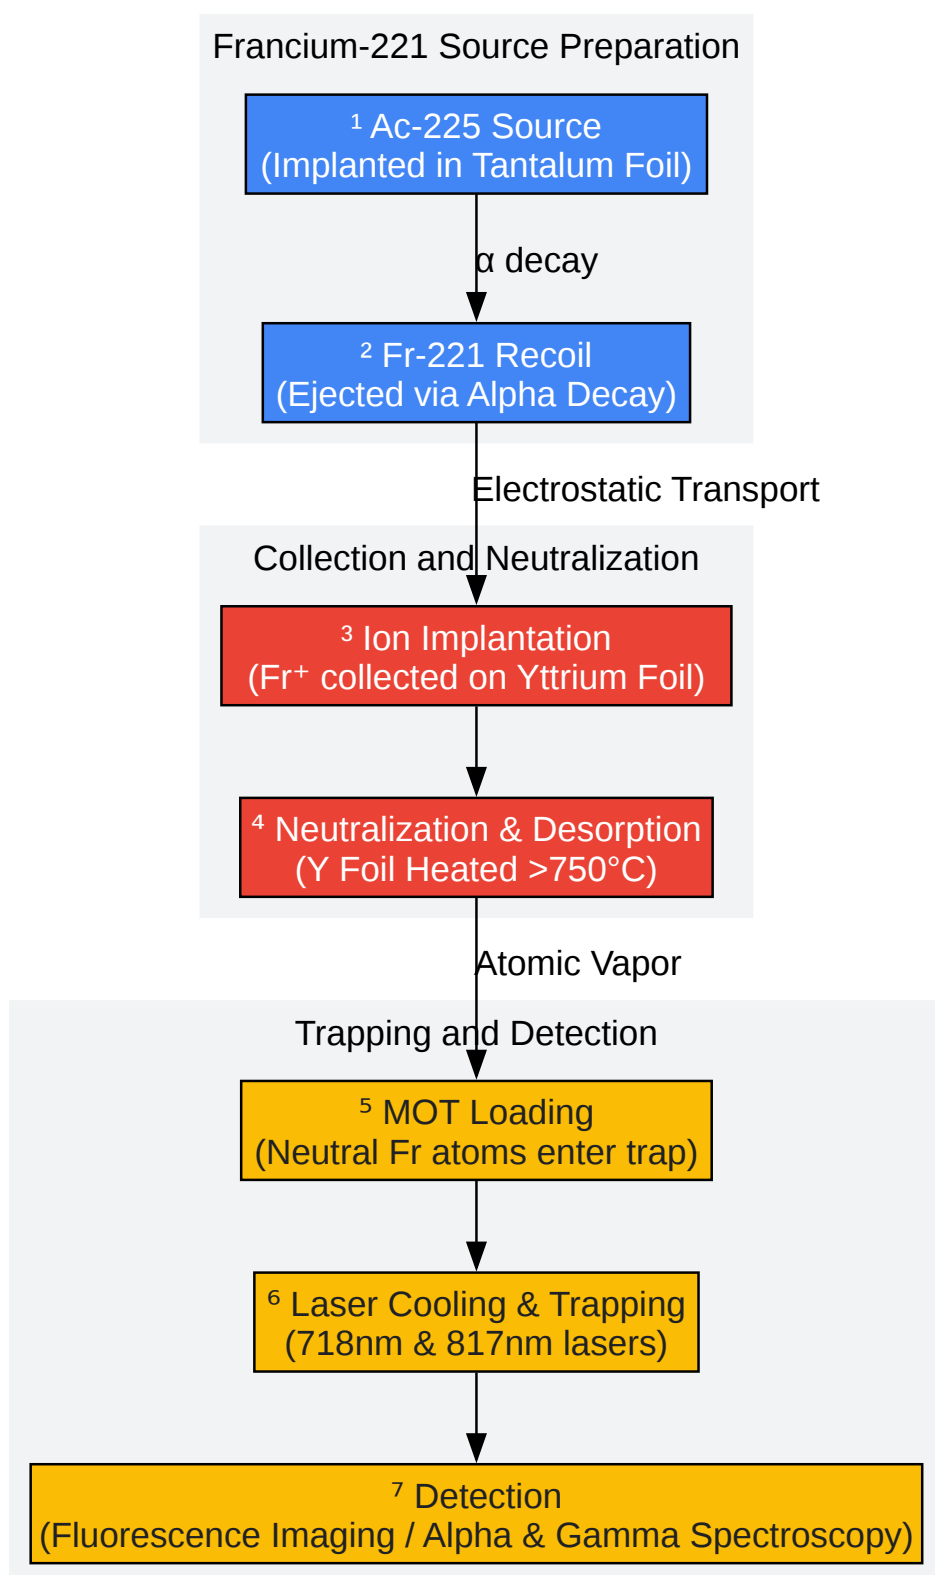 Francium-221 Source Preparation
¹ Ac-225 Source
(Implanted in Tantalum Foil)
α decay
² Fr-221 Recoil
(Ejected via Alpha Decay)
Electrostatic Transport
Collection and Neutralization
³ Ion Implantation
(Fr⁺ collected on Yttrium Foil)
⁴ Neutralization & Desorption
(Y Foil Heated >750°C)
Atomic Vapor
Trapping and Detection
⁵ MOT Loading
(Neutral Fr atoms enter trap)
⁶ Laser Cooling & Trapping
(718nm & 817nm lasers)
⁷ Detection
(Fluorescence Imaging / Alpha & Gamma Spectroscopy)